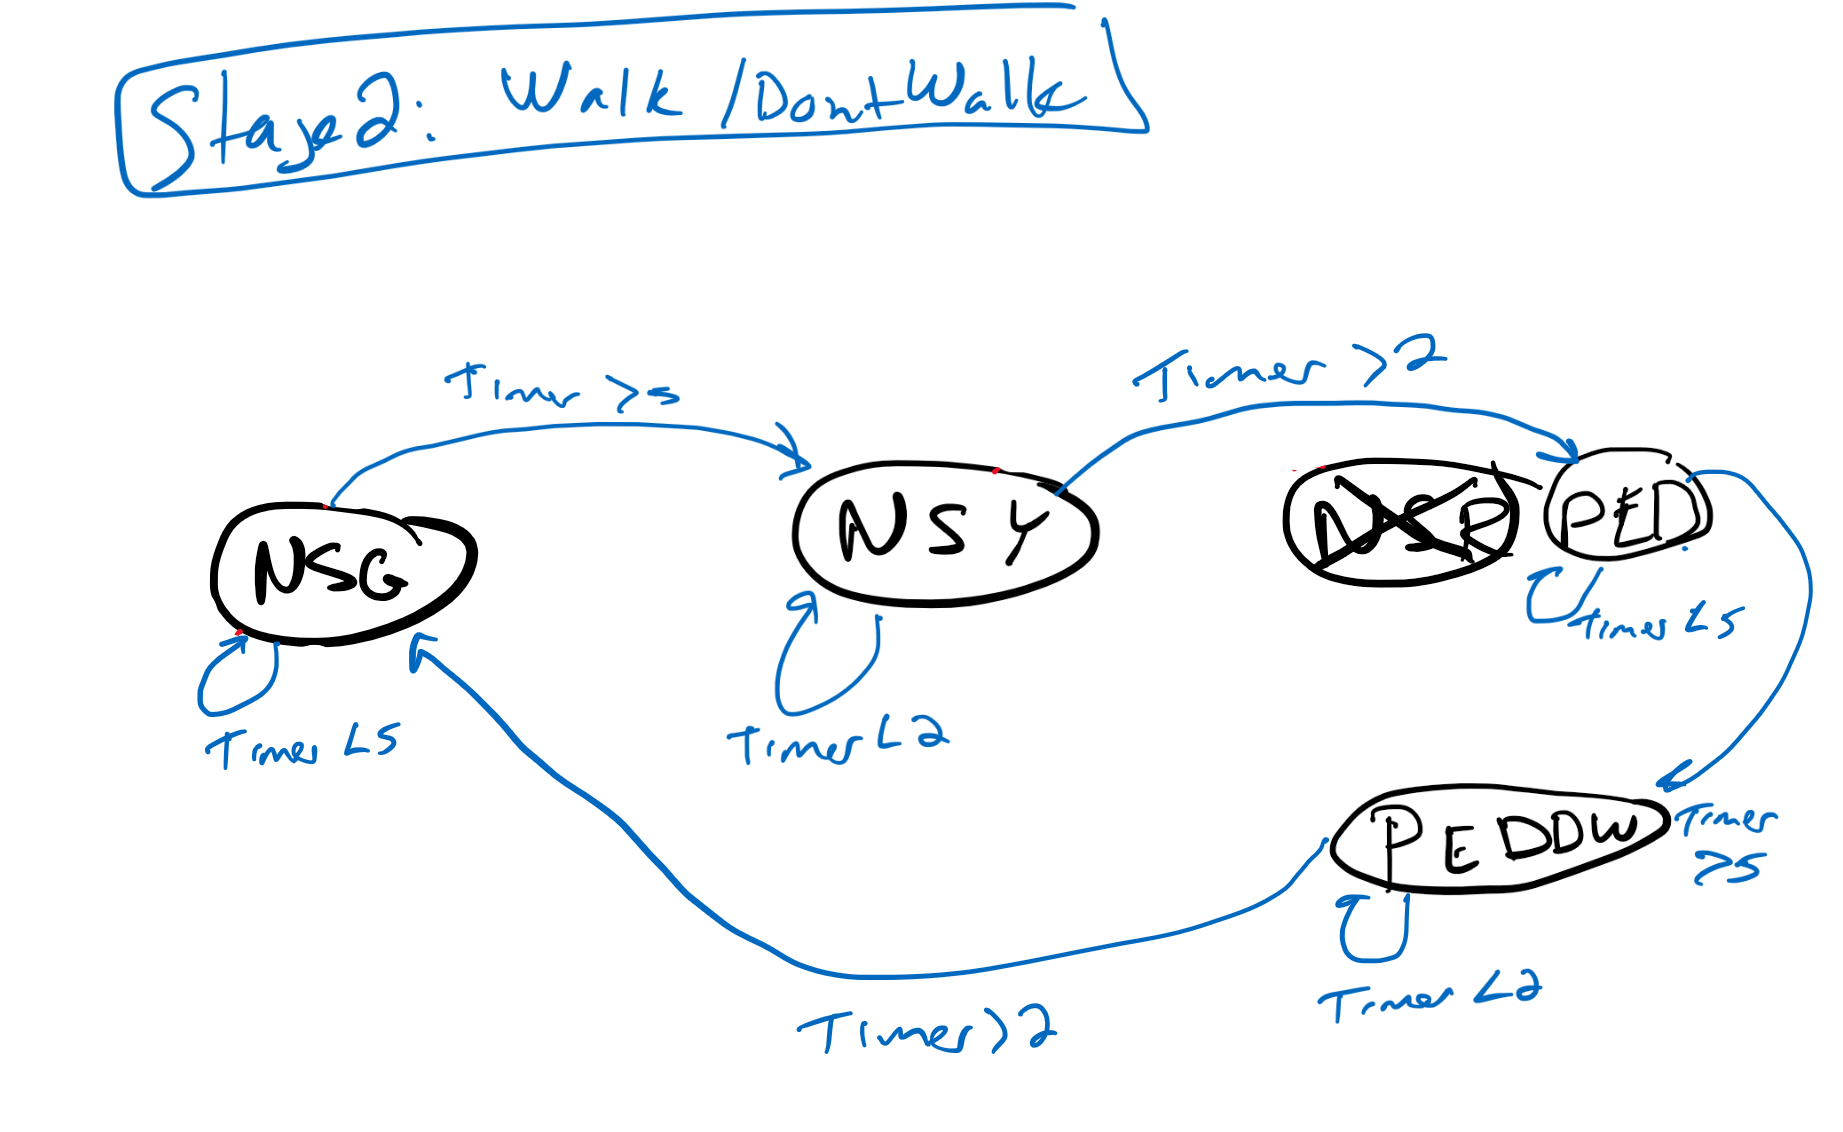 Stage2: Walk/DontWalk
Timer >5
Timer >2
NSG
NSY
NSR
PED
Timer <5
Timer <2
Timer <5
PEDDW
Timer
>5
Timer <2
Timer >2